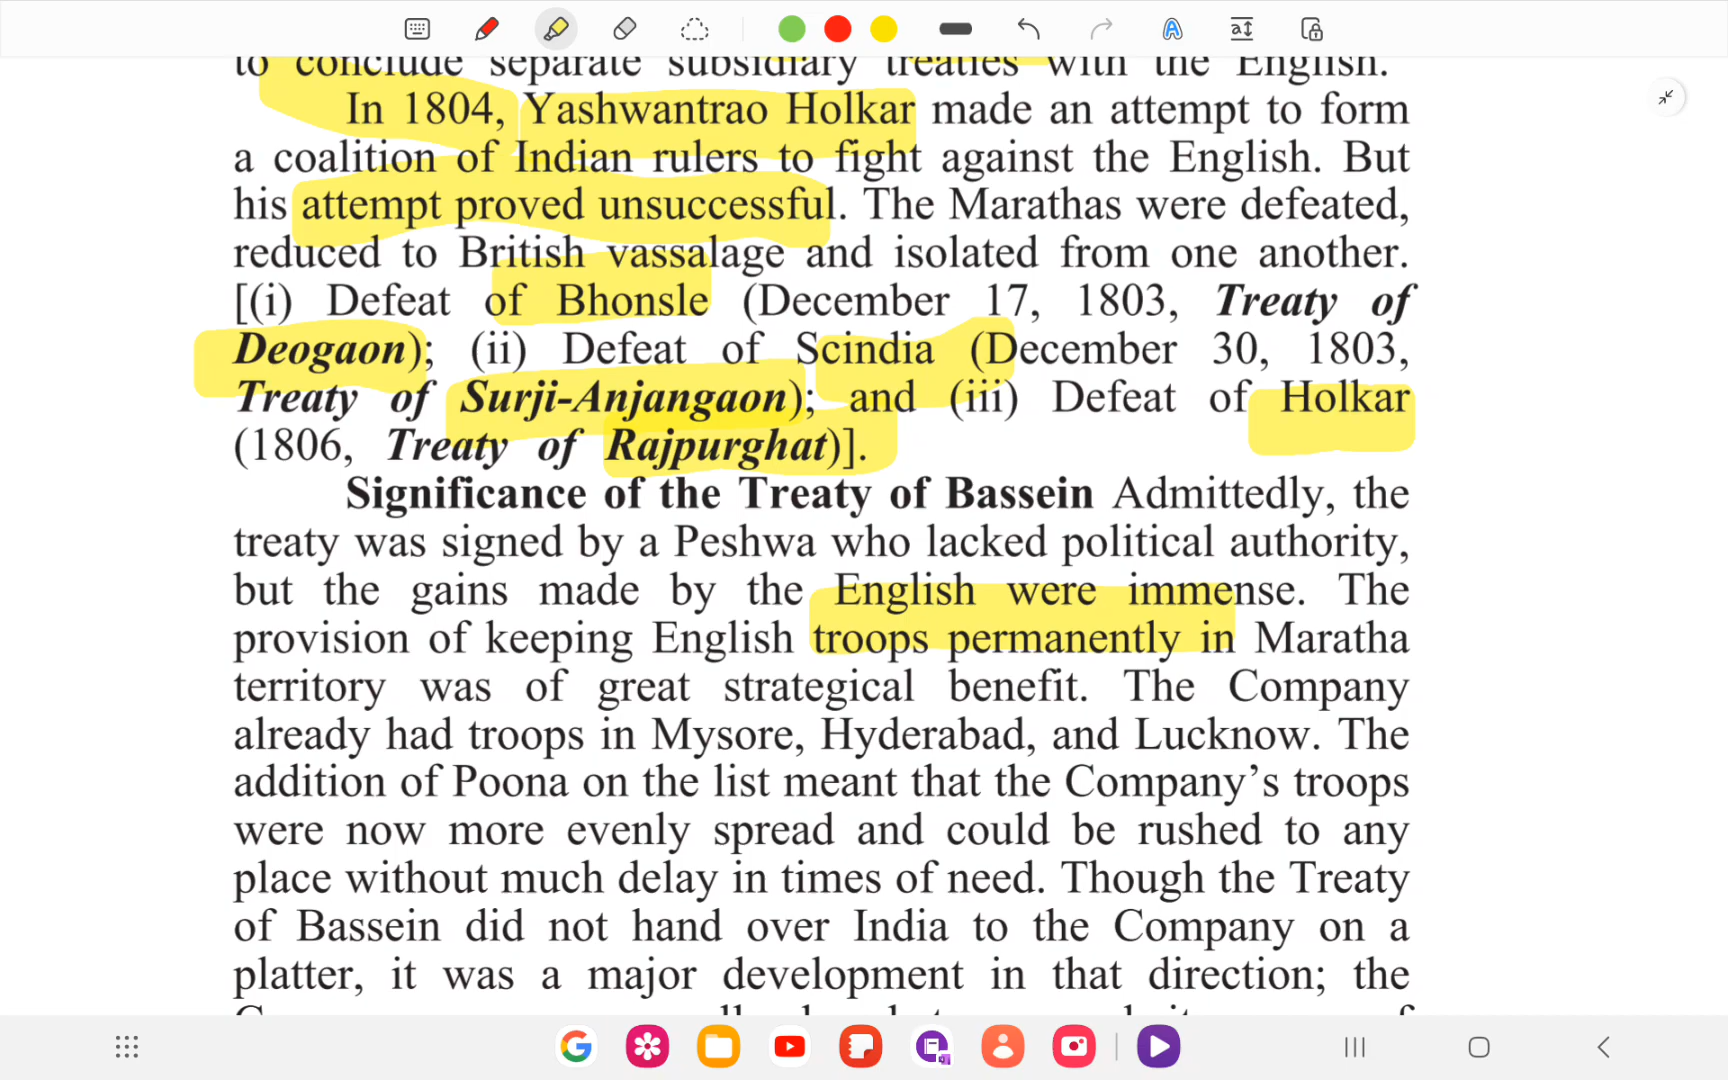 to conclude separate subsidiary treaties with the English.
In 1804, Yashwantrao Holkar made an attempt to form
a coalition of Indian rulers to fight against the English. But
his attempt proved unsuccessful. The Marathas were defeated,
reduced to British vassalage and isolated from one another.
[(i) Defeat of Bhonsle (December 17, 1803, Treaty of
Deogaon); (ii) Defeat of Scindia (December 30, 1803,
Treaty of Surji-Anjangaon); and (iii) Defeat of Holkar
(1806, Treaty of Rajpurghat)].
Significance of the Treaty of Bassein Admittedly, the
treaty was signed by a Peshwa who lacked political authority,
but the gains made by the English were immense. The
provision of keeping English troops permanently in Maratha
territory was of great strategical benefit. The Company
already had troops in Mysore, Hyderabad, and Lucknow. The
addition of Poona on the list meant that the Company’s troops
were now more evenly spread and could be rushed to any
place without much delay in times of need. Though the Treaty
of Bassein did not hand over India to the Company on a
platter, it was a major development in that direction; the